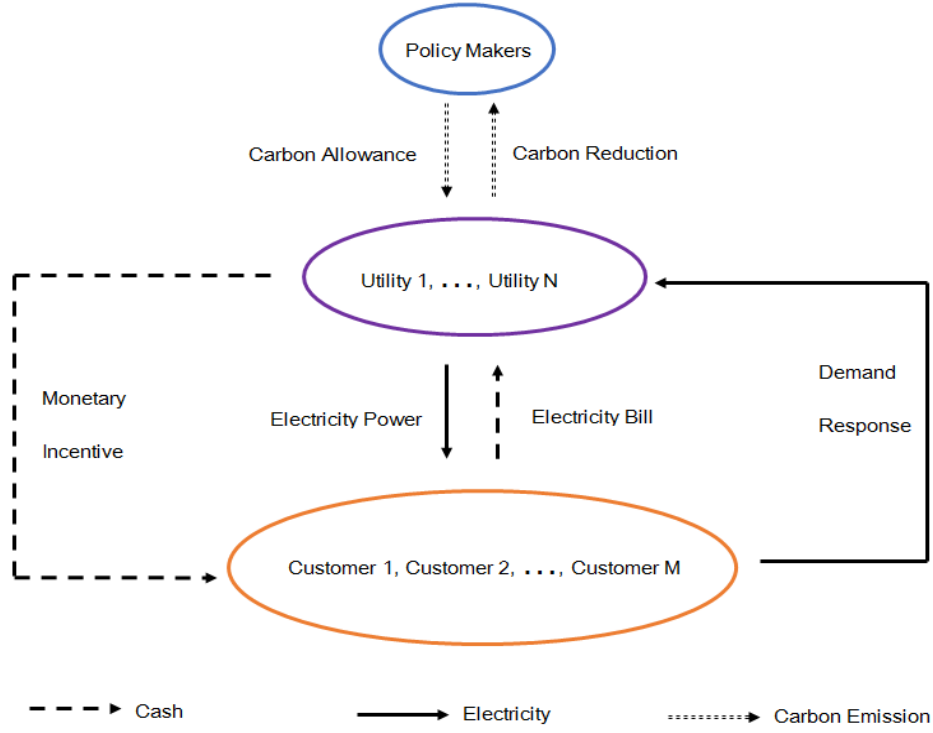 Policy Makers
Carbon Allowance
Carbon Reduction
Utility 1, ..., Utility N
Monetary
Incentive
Electricity Power
Electricity Bill
Demand
Response
Customer 1, Customer 2, ..., Customer M
Cash
Electricity
Carbon Emission